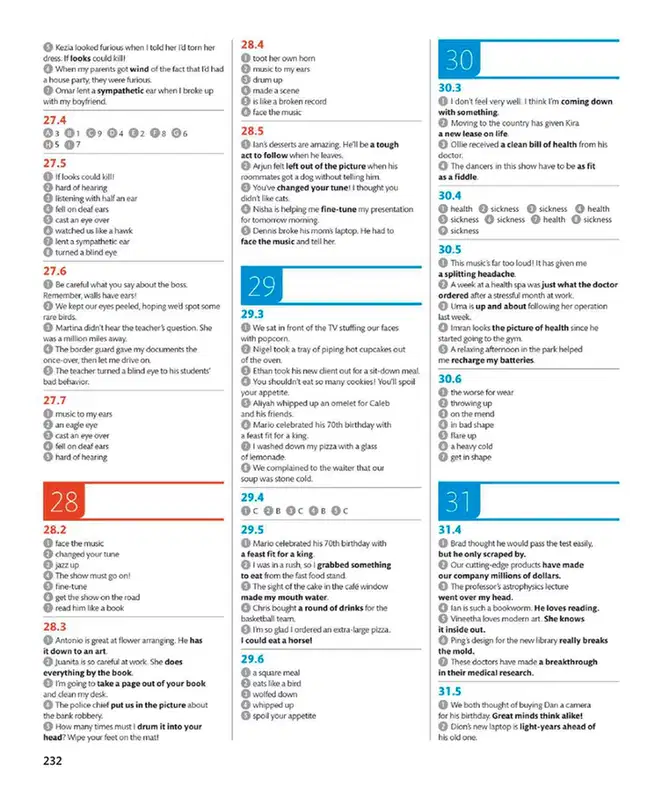 5 Kezia looked furious when I told her I'd torn her
dress. If looks could kill!
6 When my parents got wind of the fact that I'd had
a house party, they were furious.
7 Omar lent a sympathetic ear when I broke up
with my boyfriend.
27.4
A 3 B 1 C 9 D 4 E 2 F 8 G 6
H 5 I 7
27.5
1 If looks could kill!
2 hard of hearing
3 listening with half an ear
4 fell on deaf ears
5 cast an eye over
6 watched us like a hawk
7 lent a sympathetic ear
8 turned a blind eye
27.6
1 Be careful what you say about the boss.
Remember, walls have ears!
2 We kept our eyes peeled, hoping we'd spot some
rare birds.
3 Martina didn't hear the teacher's question. She
was a million miles away.
4 The border guard gave my documents the
once-over, then let me drive on.
5 The teacher turned a blind eye to his students'
bad behavior.
27.7
1 music to my ears
2 an eagle eye
3 cast an eye over
4 fell on deaf ears
5 hard of hearing
28
28.2
1 face the music
2 changed your tune
3 jazz up
4 The show must go on!
5 fine-tune
6 get the show on the road
7 read him like a book
28.3
1 Antonio is great at flower arranging. He has
it down to an art.
2 Juanita is so careful at work. She does
everything by the book.
3 I'm going to take a page out of your book
and clean my desk.
4 The police chief put us in the picture about
the bank robbery.
5 How many times must I drum it into your
head? Wipe your feet on the mat!
28.4
1 toot her own horn
2 music to my ears
3 drum up
4 made a scene
5 is like a broken record
6 face the music
28.5
1 Ian's desserts are amazing. He'll be a tough
act to follow when he leaves.
2 Arjun felt left out of the picture when his
roommates got a dog without telling him.
3 You've changed your tune! I thought you
didn't like cats.
4 Nisha is helping me fine-tune my presentation
for tomorrow morning.
5 Dennis broke his mom's laptop. He had to
face the music and tell her.
29
29.3
1 We sat in front of the TV stuffing our faces
with popcorn.
2 Nigel took a tray of piping hot cupcakes out
of the oven.
3 Ethan took his new client out for a sit-down meal.
4 You shouldn't eat so many cookies! You'll spoil
your appetite.
5 Aliyah whipped up an omelet for Caleb
and his friends.
6 Mario celebrated his 70th birthday with
a feast fit for a king.
7 I washed down my pizza with a glass
of lemonade.
8 We complained to the waiter that our
soup was stone cold.
29.4
1 C 2 B 3 C 4 B 5 C
29.5
1 Mario celebrated his 70th birthday with
a feast fit for a king.
2 I was in a rush, so I grabbed something
to eat from the fast food stand.
3 The sight of the cake in the café window
made my mouth water.
4 Chris bought a round of drinks for the
basketball team.
5 I'm so glad I ordered an extra-large pizza.
I could eat a horse!
29.6
1 a square meal
2 eats like a bird
3 wolfed down
4 whipped up
5 spoil your appetite
30
30.3
1 I don't feel very well. I think I'm coming down
with something.
2 Moving to the country has given Kira
a new lease on life.
3 Ollie received a clean bill of health from his
doctor.
4 The dancers in this show have to be as fit
as a fiddle.
30.4
1 health 2 sickness 3 sickness 4 health
5 sickness 6 sickness 7 health 8 sickness
9 sickness
30.5
1 This music's far too loud! It has given me
a splitting headache.
2 A week at a health spa was just what the doctor
ordered after a stressful month at work.
3 Uma is up and about following her operation
last week.
4 Imran looks the picture of health since he
started going to the gym.
5 A relaxing afternoon in the park helped
me recharge my batteries.
30.6
1 the worse for wear
2 throwing up
3 on the mend
4 in bad shape
5 flare up
6 a heavy cold
7 get in shape
31
31.4
1 Brad thought he would pass the test easily,
but he only scraped by.
2 Our cutting-edge products have made
our company millions of dollars.
3 The professor's astrophysics lecture
went over my head.
4 Ian is such a bookworm. He loves reading.
5 Vineetha loves modern art. She knows
it inside out.
6 Ping's design for the new library really breaks
the mold.
7 These doctors have made a breakthrough
in their medical research.
31.5
1 We both thought of buying Dan a camera
for his birthday. Great minds think alike!
2 Dion's new laptop is light-years ahead of
his old one.
232